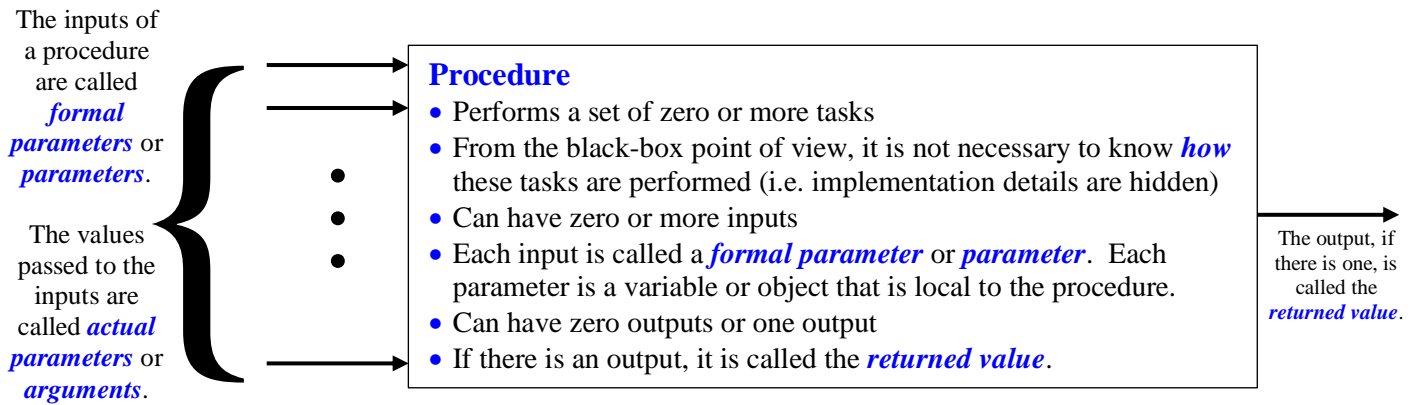 The inputs of
a procedure
are called
formal
parameters or
parameters.
The values
passed to the
inputs are
called actual
parameters or
arguments.
Procedure
• Performs a set of zero or more tasks
• From the black-box point of view, it is not necessary to know how
these tasks are performed (i.e. implementation details are hidden)
• Can have zero or more inputs
• Each input is called a formal parameter or parameter. Each
parameter is a variable or object that is local to the procedure.
• Can have zero outputs or one output
• If there is an output, it is called the returned value.
The output, if
there is one, is
called the
returned value.